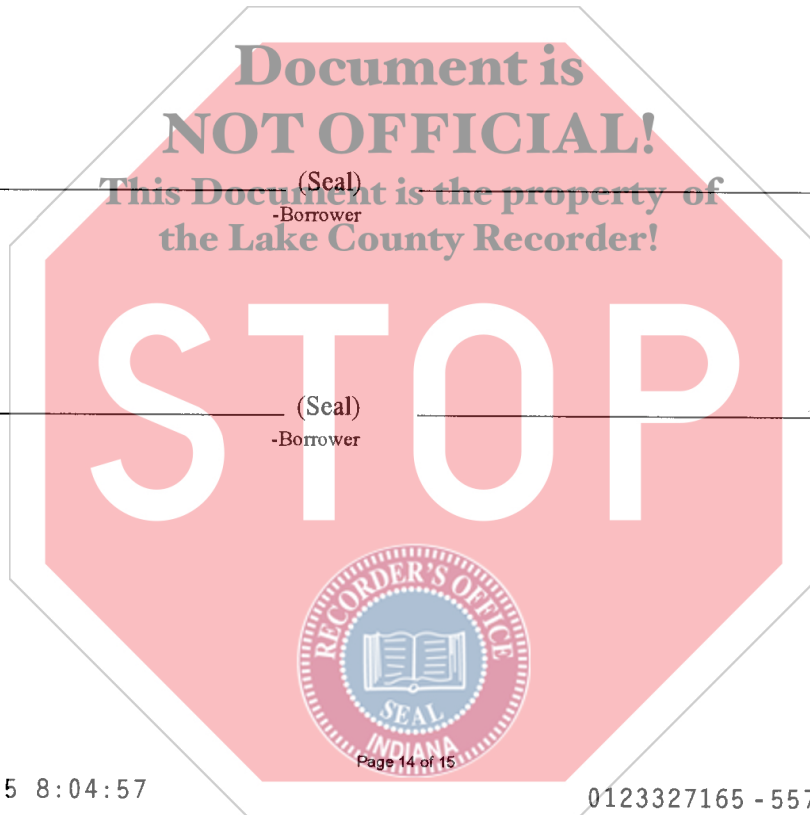 Document is
NOT OFFICIAL!
(Seal)
This Document is the property of
-Borrower
the Lake County Recorder!
STOP
(Seal)
-Borrower
RECORDER'S OFFICE
SEAL
INDIANA
Page 14 of 15
5 8:04:57
0123327165 - 557